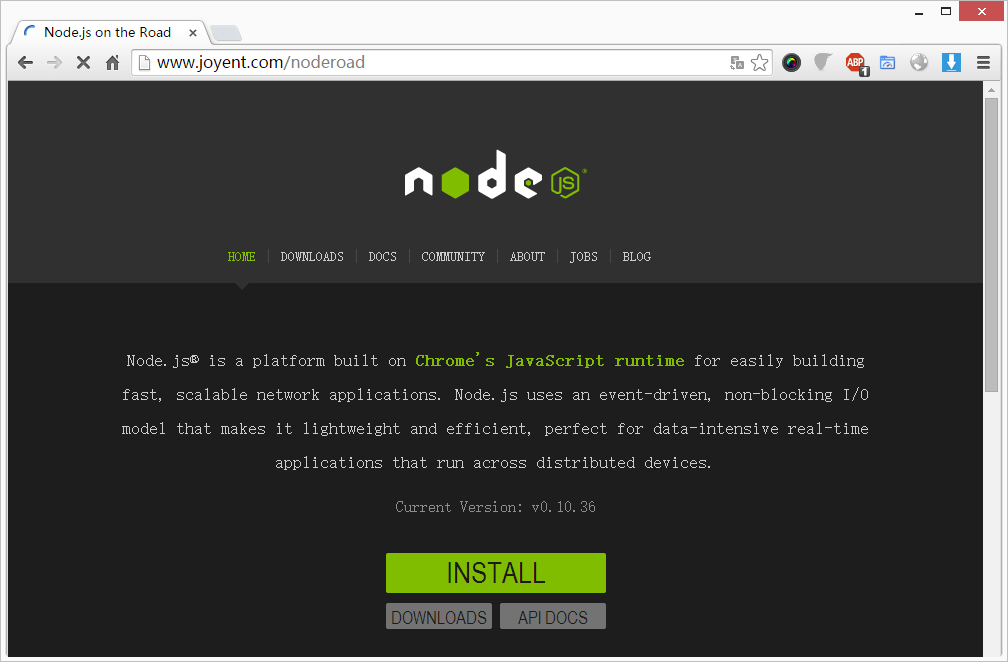 Node.js on the Road
www.joyent.com/noderoad
ABP
1
node
JS
®
HOME
DOWNLOADS
DOCS
COMMUNITY
ABOUT
JOBS
BLOG
Node.js® is a platform built on Chrome's JavaScript runtime for easily building
fast, scalable network applications. Node.js uses an event-driven, non-blocking I/O
model that makes it lightweight and efficient, perfect for data-intensive real-time
applications that run across distributed devices.
Current Version: v0.10.36
INSTALL
DOWNLOADS
API DOCS